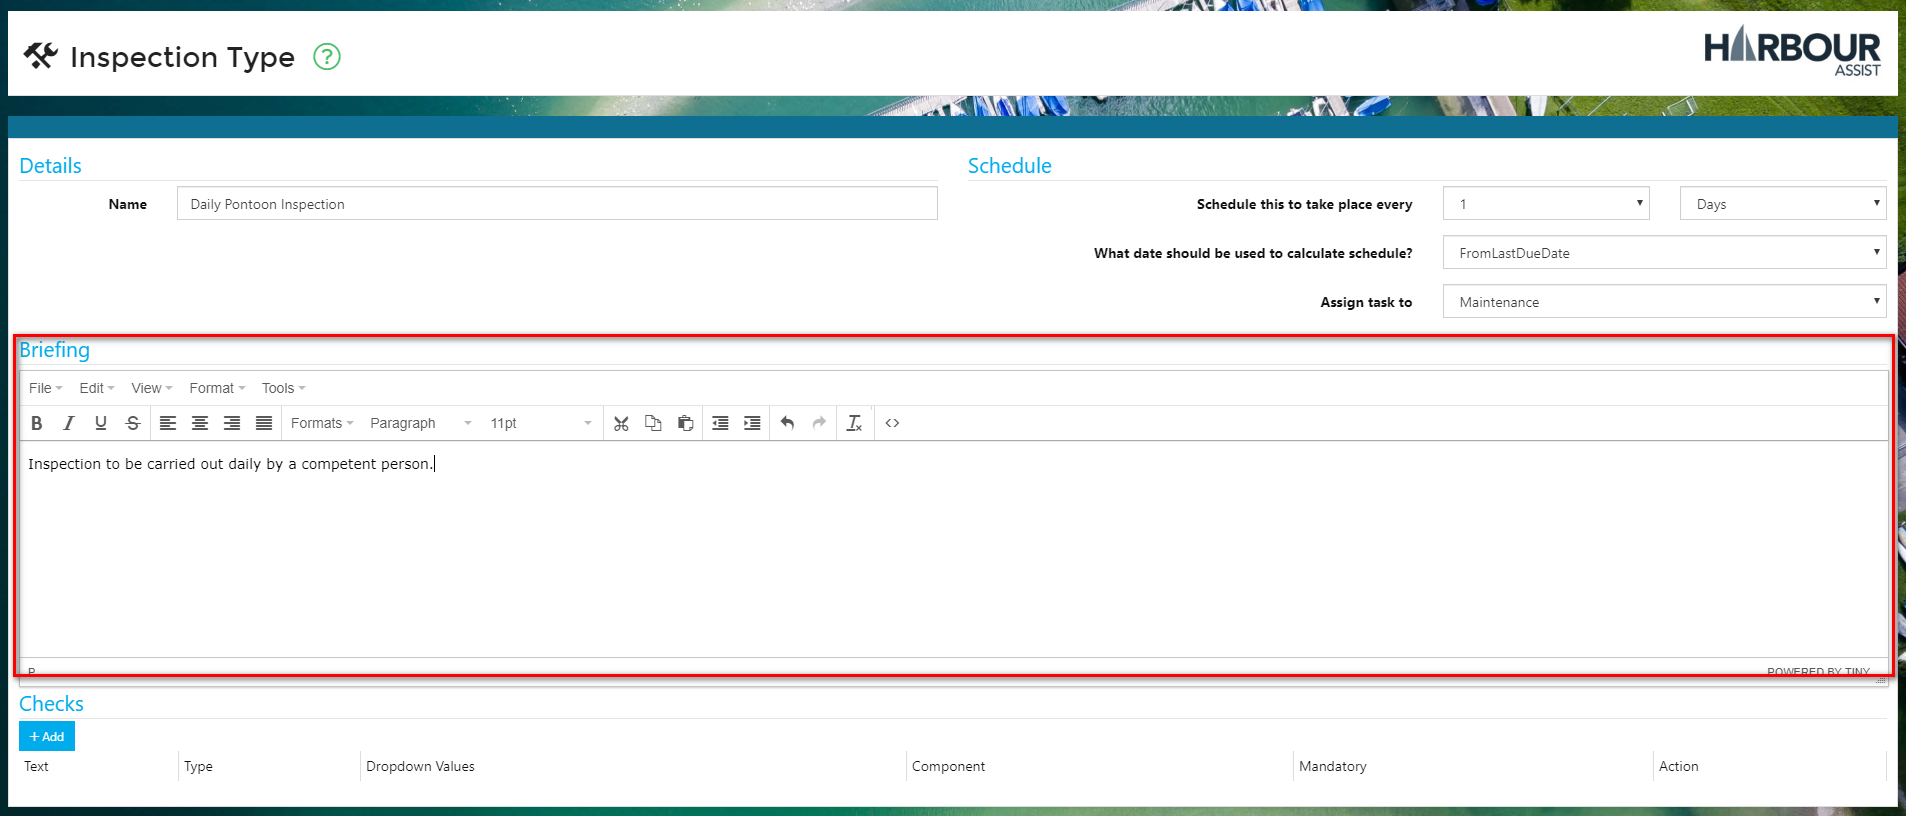 Inspection Type ?
HARBOUR
ASSIST
Details
Name
Daily Pontoon Inspection
Schedule
Schedule this to take place every
1
Days
What date should be used to calculate schedule?
FromLastDueDate
Assign task to
Maintenance
Briefing
File Edit View Format Tools
B I U S Formats Paragraph 11pt
Inspection to be carried out daily by a competent person.
P
POWERED BY TINY
Checks
+ Add
Text Type Dropdown Values Component Mandatory Action